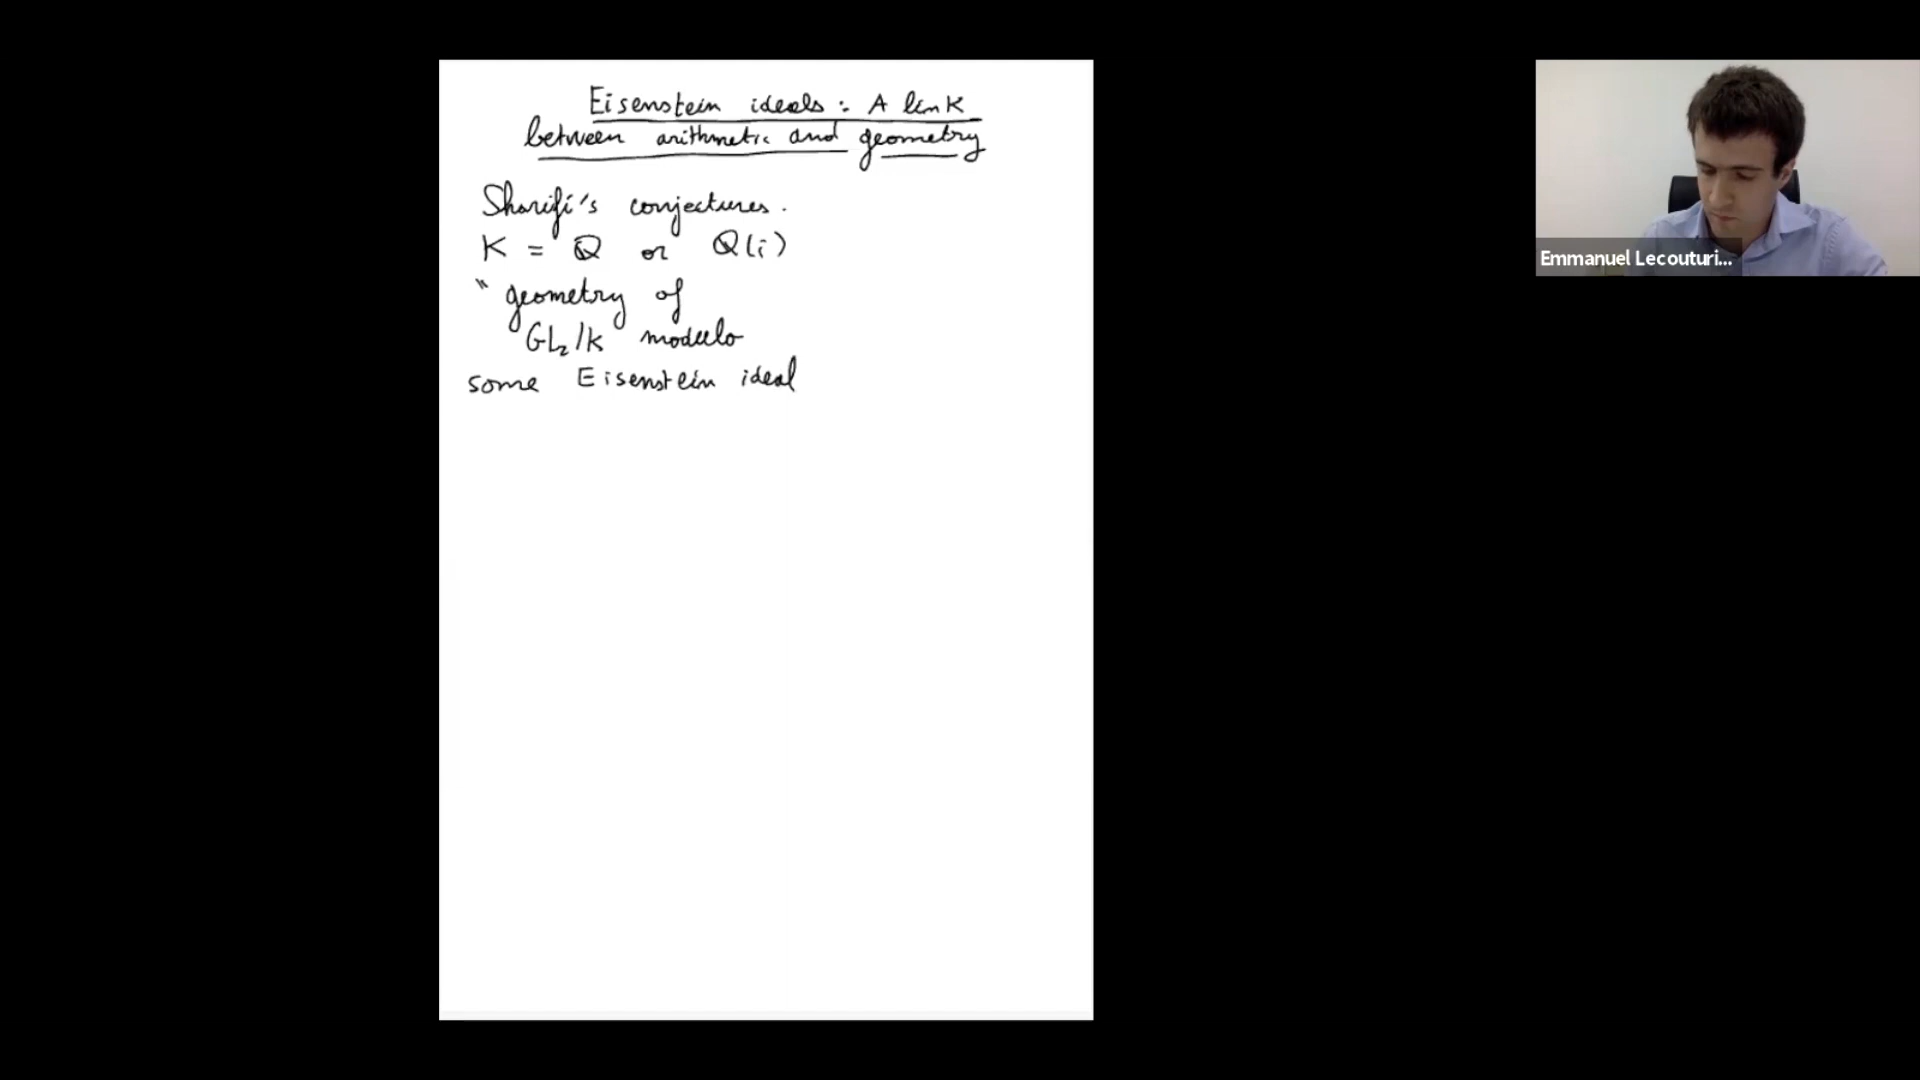 Eisenstein ideals : A link
between arithmetic and geometry
Sharifi's conjectures.
K = Q or Q(i)
" geometry of
GL₂/K modulo
some Eisenstein ideal
Emmanuel Lecouturi...